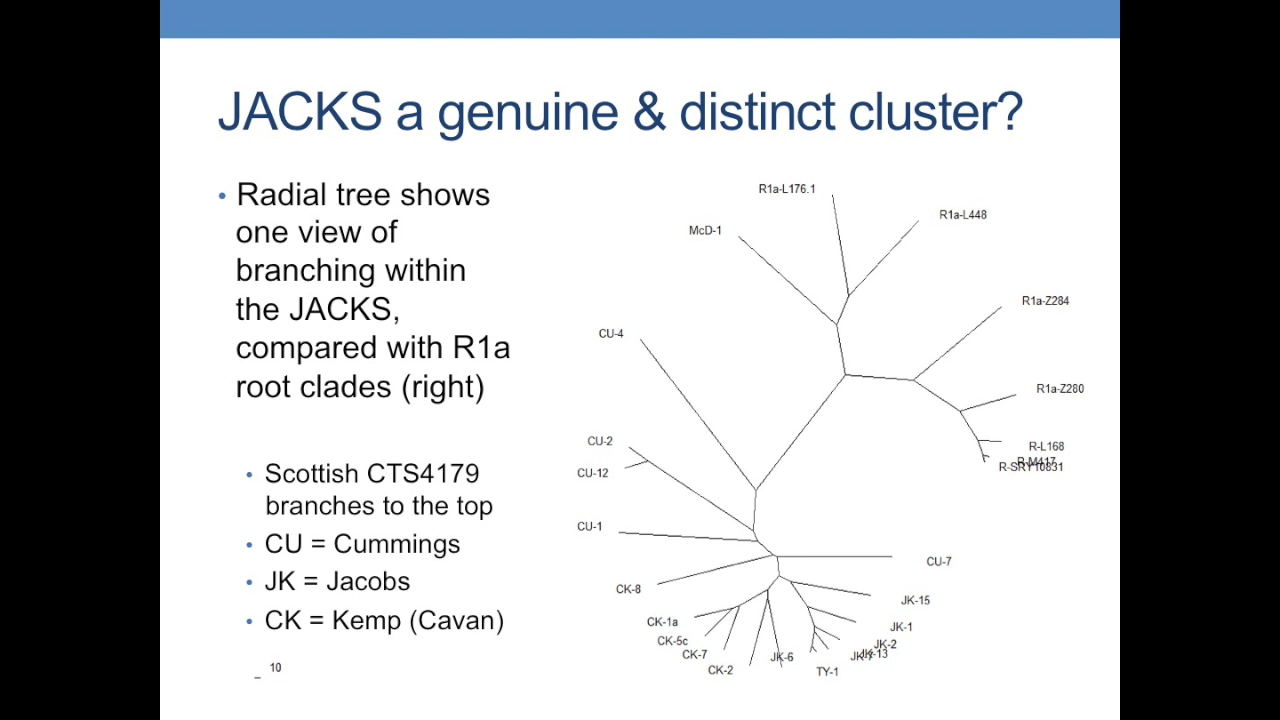 JACKS a genuine & distinct cluster?
• Radial tree shows
one view of
branching within
the JACKS,
compared with R1a
root clades (right)
• Scottish CTS4179
branches to the top
• CU = Cummings
• JK = Jacobs
• CK = Kemp (Cavan)
10
R1a-L176.1
R1a-L448
McD-1
R1a-Z284
CU-4
R1a-Z280
CU-2
R-L168
R-M417
R-SRY10831
CU-12
CU-1
CU-7
CK-8
JK-15
CK-1a
JK-1
CK-5c
JK-2
CK-7
JK-6
JK-13
CK-2
TY-1